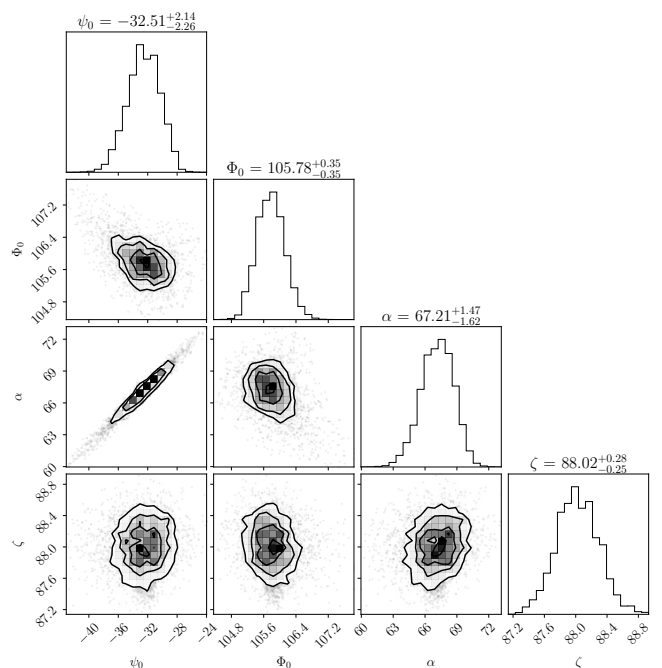 ψ₀ = −32.51^{+2.14}_{−2.26}
Φ₀ = 105.78^{+0.35}_{−0.35}
α = 67.21^{+1.47}_{−1.62}
ζ = 88.02^{+0.28}_{−0.25}
Φ₀
107.2
106.4
105.6
104.8
α
72
69
66
63
60
ζ
88.8
88.4
88.0
87.6
87.2
−40 −36 −32 −28 −24
104.8 105.6 106.4 107.2
60 63 66 69 72
87.2 87.6 88.0 88.4 88.8
ψ₀ Φ₀ α ζ